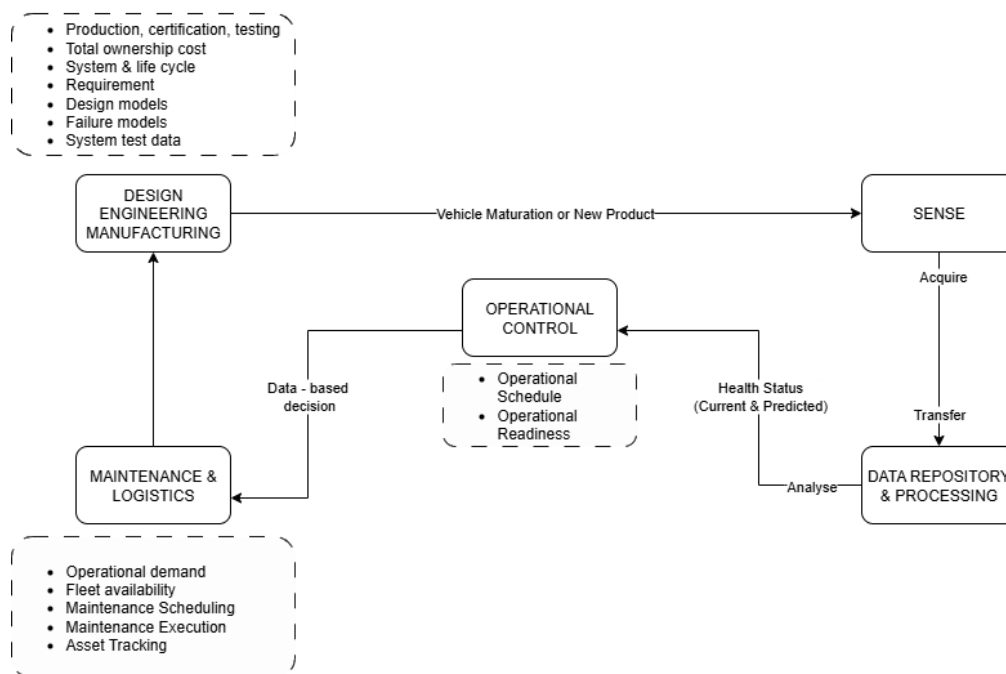 Production, certification, testing
Total ownership cost
System & life cycle
Requirement
Design models
Failure models
System test data
DESIGN
ENGINEERING
MANUFACTURING
Vehicle Maturation or New Product
SENSE
Acquire
OPERATIONAL
CONTROL
Operational
Schedule
Operational
Readiness
Data - based
decision
Health Status
(Current & Predicted)
Transfer
MAINTENANCE &
LOGISTICS
Analyse
DATA REPOSITORY
& PROCESSING
Operational demand
Fleet availability
Maintenance Scheduling
Maintenance Execution
Asset Tracking